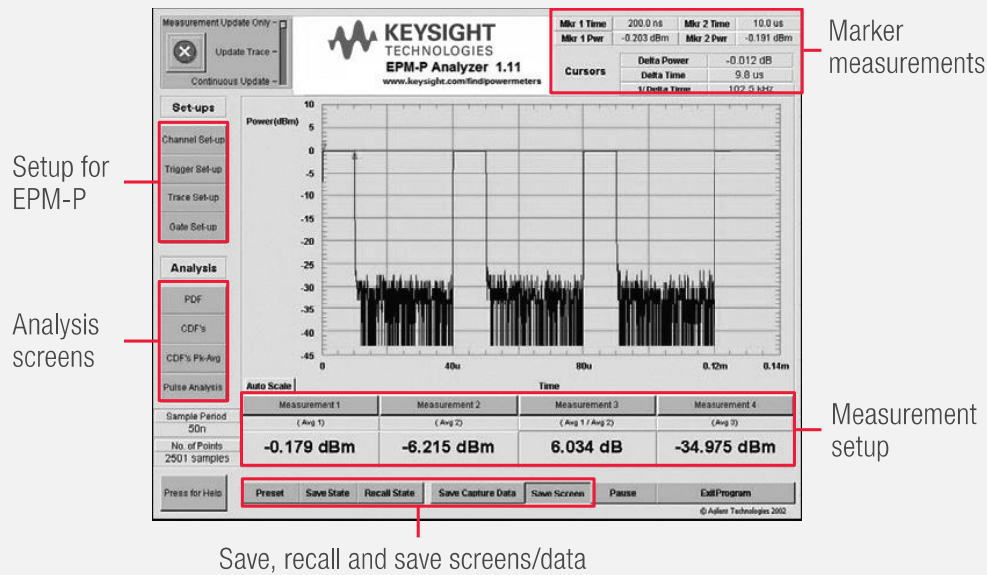 Measurement Update Only -
Update Trace -
Continuous Update -
KEYSIGHT
TECHNOLOGIES
EPM-P Analyzer 1.11
www.keysight.com/find/powermeters
Mkr 1 Time 200.0 ns Mkr 2 Time 10.0 us
Mkr 1 Pwr -0.203 dBm Mkr 2 Pwr -0.191 dBm
Cursors
Delta Power -0.012 dB
Delta Time 9.8 us
1/Delta Time 102.5 kHz
Marker
measurements
Set-ups
Channel Set-up
Trigger Set-up
Trace Set-up
Gate Set-up
Setup for
EPM-P
Analysis
PDF
CDF's
CDF's Pk-Avg
Pulse Analysis
Analysis
screens
Sample Period
50n
No. of Points
2501 samples
Press for Help
Power(dBm)
10
5
0
-5
-10
-15
-20
-25
-30
-35
-40
-45
0 40u 80u 0.12m 0.14m
Auto Scale
Time
Measurement 1 Measurement 2 Measurement 3 Measurement 4
( Avg 1) ( Avg 2) ( Avg 1 / Avg 2) ( Avg 3)
-0.179 dBm -6.215 dBm 6.034 dB -34.975 dBm
Measurement
setup
Preset Save State Recall State Save Capture Data Save Screen Pause Exit Program
© Agilent Technologies 2002
Save, recall and save screens/data